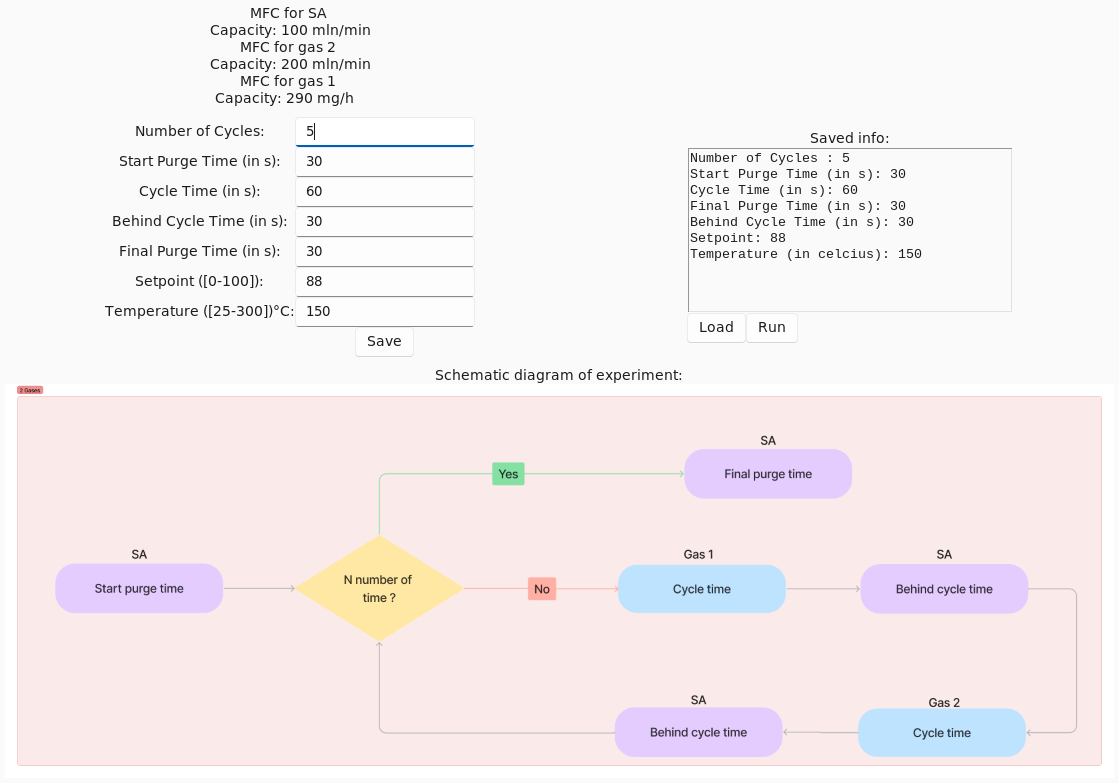 MFC for SA
Capacity: 100 mln/min
MFC for gas 2
Capacity: 200 mln/min
MFC for gas 1
Capacity: 290 mg/h
Number of Cycles: 5
Start Purge Time (in s): 30
Cycle Time (in s): 60
Behind Cycle Time (in s): 30
Final Purge Time (in s): 30
Setpoint ([0-100]): 88
Temperature ([25-300])°C: 150
Save
Saved info:
Number of Cycles : 5
Start Purge Time (in s): 30
Cycle Time (in s): 60
Final Purge Time (in s): 30
Behind Cycle Time (in s): 30
Setpoint: 88
Temperature (in celcius): 150
Load Run
Schematic diagram of experiment:
2 Gases
SA
Yes
Final purge time
SA
Start purge time
N number of
time ?
No
Gas 1
Cycle time
SA
Behind cycle time
SA
Behind cycle time
Gas 2
Cycle time